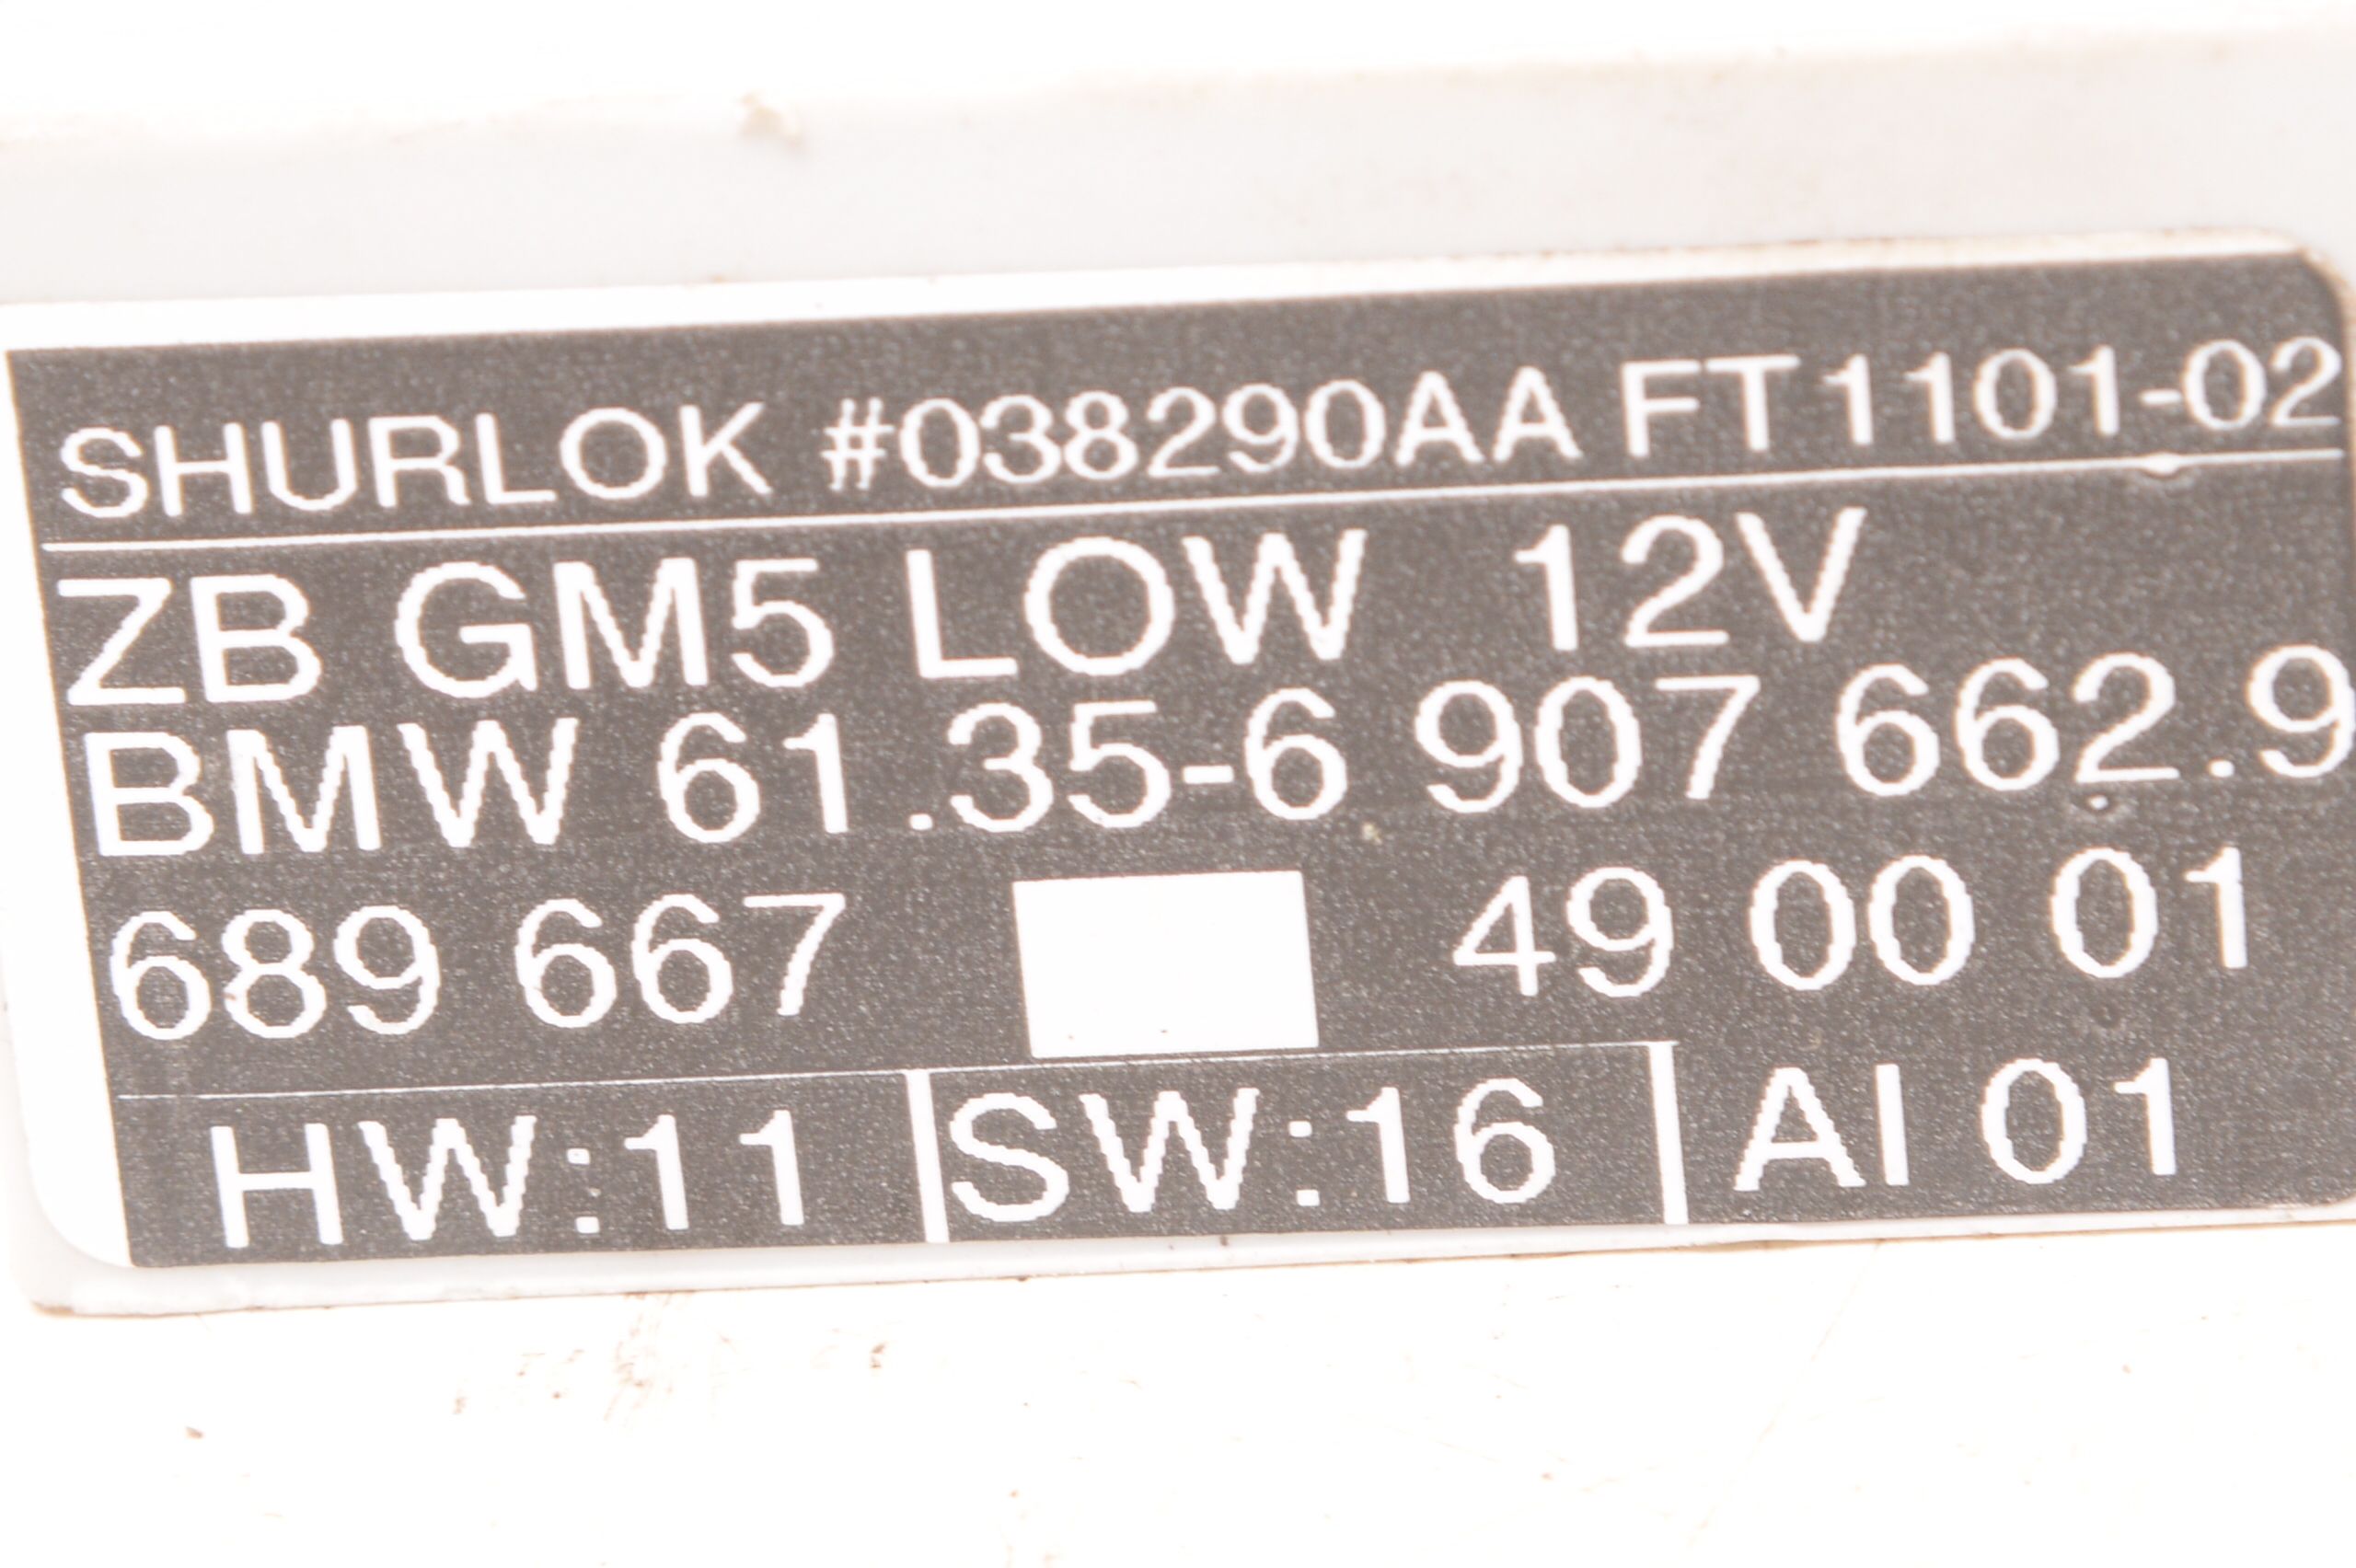 SHURLOK #038290AA FT1101-02
ZB GM5 LOW 12V
BMW 61.35-6 907 662.9
689 667 49 00 01
HW:11 SW:16 AI 01